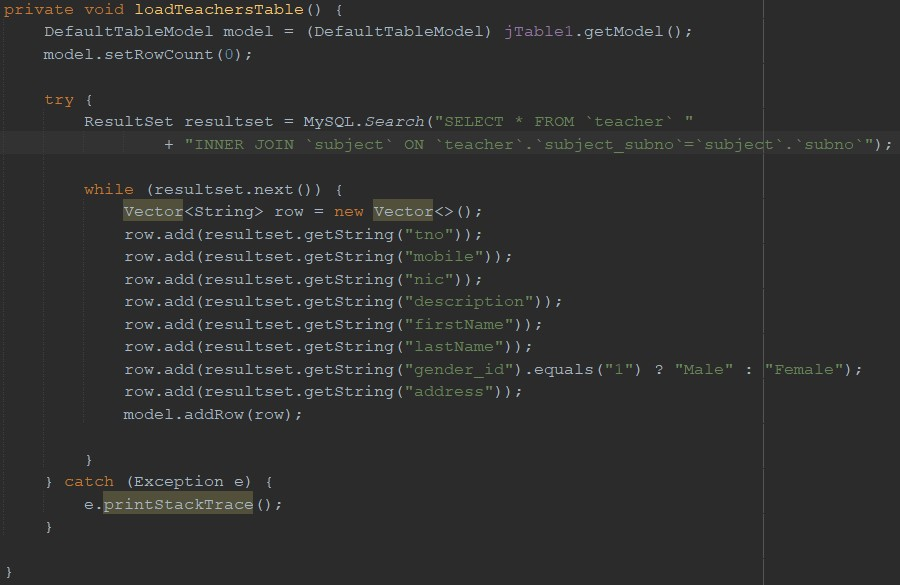 private void loadTeachersTable() {
    DefaultTableModel model = (DefaultTableModel) jTable1.getModel();
    model.setRowCount(0);

    try {
        ResultSet resultset = MySQL.Search("SELECT * FROM `teacher` "
                + "INNER JOIN `subject` ON `teacher`.`subject_subno`=`subject`.`subno`");

        while (resultset.next()) {
            Vector<String> row = new Vector<>();
            row.add(resultset.getString("tno"));
            row.add(resultset.getString("mobile"));
            row.add(resultset.getString("nic"));
            row.add(resultset.getString("description"));
            row.add(resultset.getString("firstName"));
            row.add(resultset.getString("lastName"));
            row.add(resultset.getString("gender_id").equals("1") ? "Male" : "Female");
            row.add(resultset.getString("address"));
            model.addRow(row);

        }
    } catch (Exception e) {
        e.printStackTrace();
    }

}